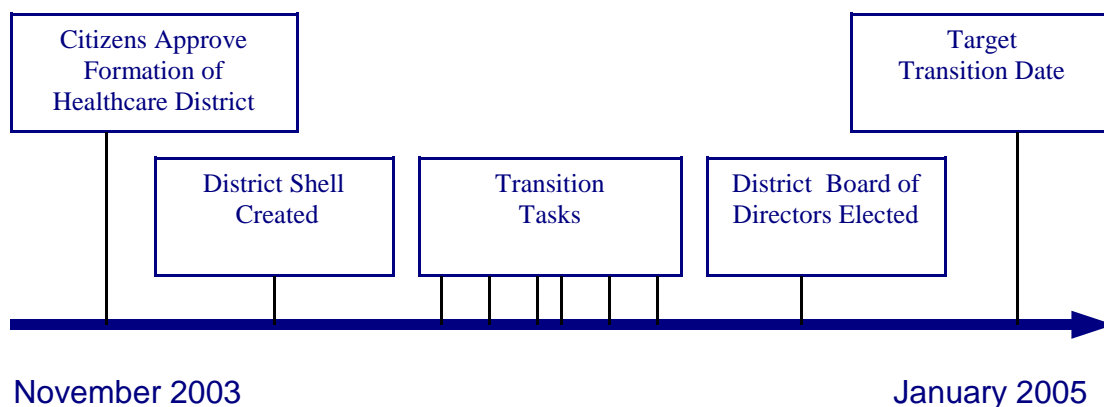 Citizens Approve
Formation of
Healthcare District
Target
Transition Date
District Shell
Created
Transition
Tasks
District Board of
Directors Elected
November 2003
January 2005